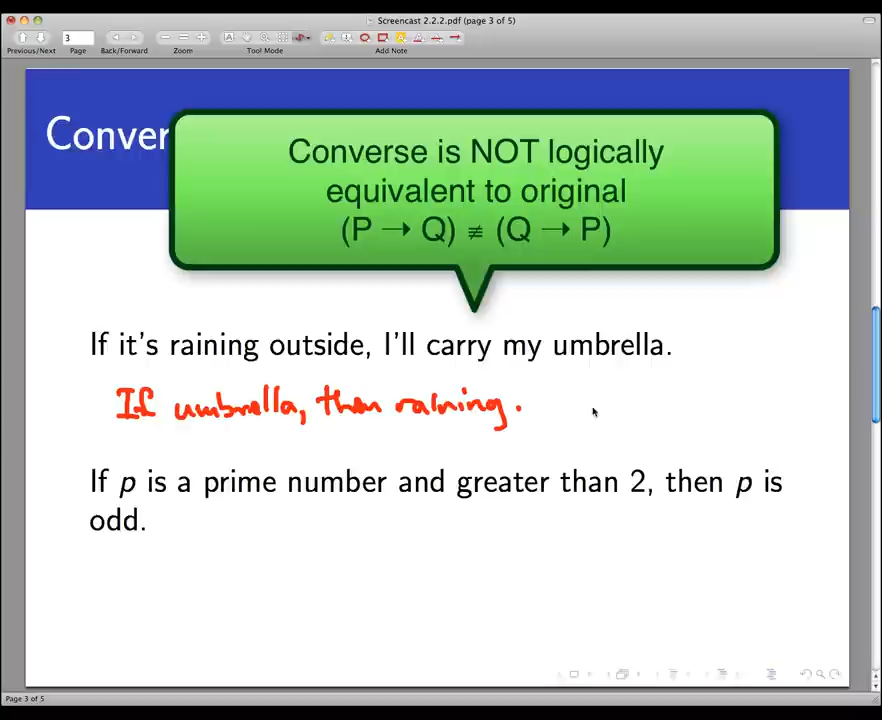 Screencast 2.2.2.pdf (page 3 of 5)
3
Previous/Next Page Back/Forward Zoom Tool Mode Add Note
Conver
Converse is NOT logically
equivalent to original
(P → Q) ≢ (Q → P)
If it's raining outside, I'll carry my umbrella.
If umbrella, then raining.
If p is a prime number and greater than 2, then p is
odd.
Page 3 of 5